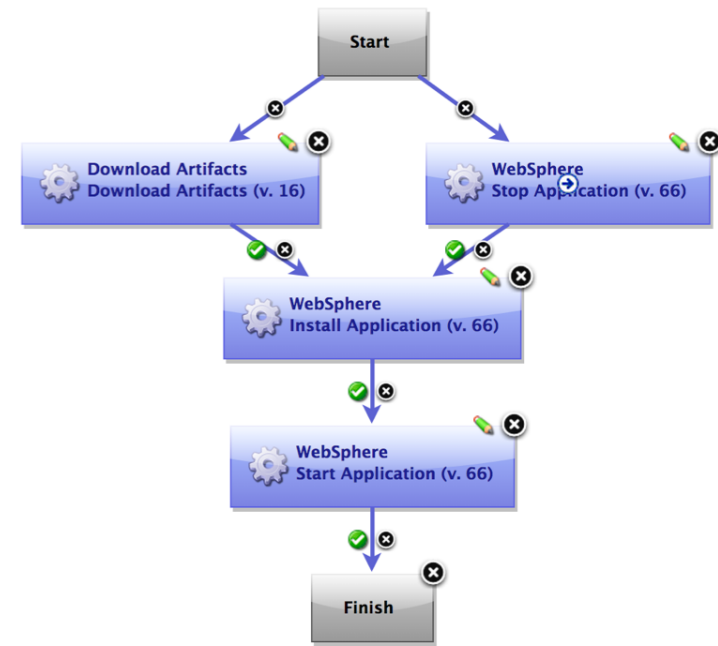 Start
Download Artifacts
Download Artifacts (v. 16)
WebSphere
Stop Application (v. 66)
WebSphere
Install Application (v. 66)
WebSphere
Start Application (v. 66)
Finish